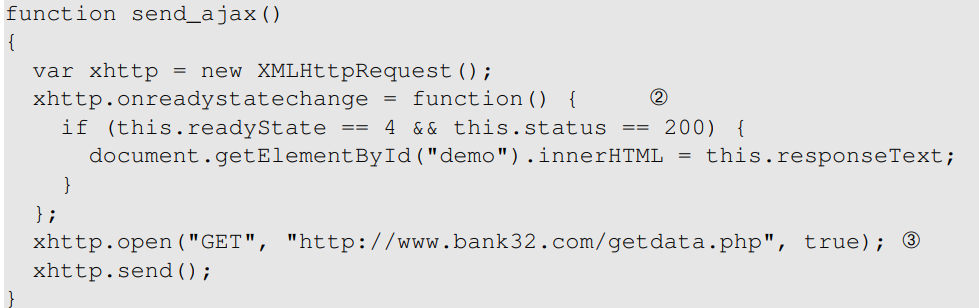 function send_ajax()
{
  var xhttp = new XMLHttpRequest();
  xhttp.onreadystatechange = function() {      ②
    if (this.readyState == 4 && this.status == 200) {
      document.getElementById("demo").innerHTML = this.responseText;
    }
  };
  xhttp.open("GET", "http://www.bank32.com/getdata.php", true); ③
  xhttp.send();
}